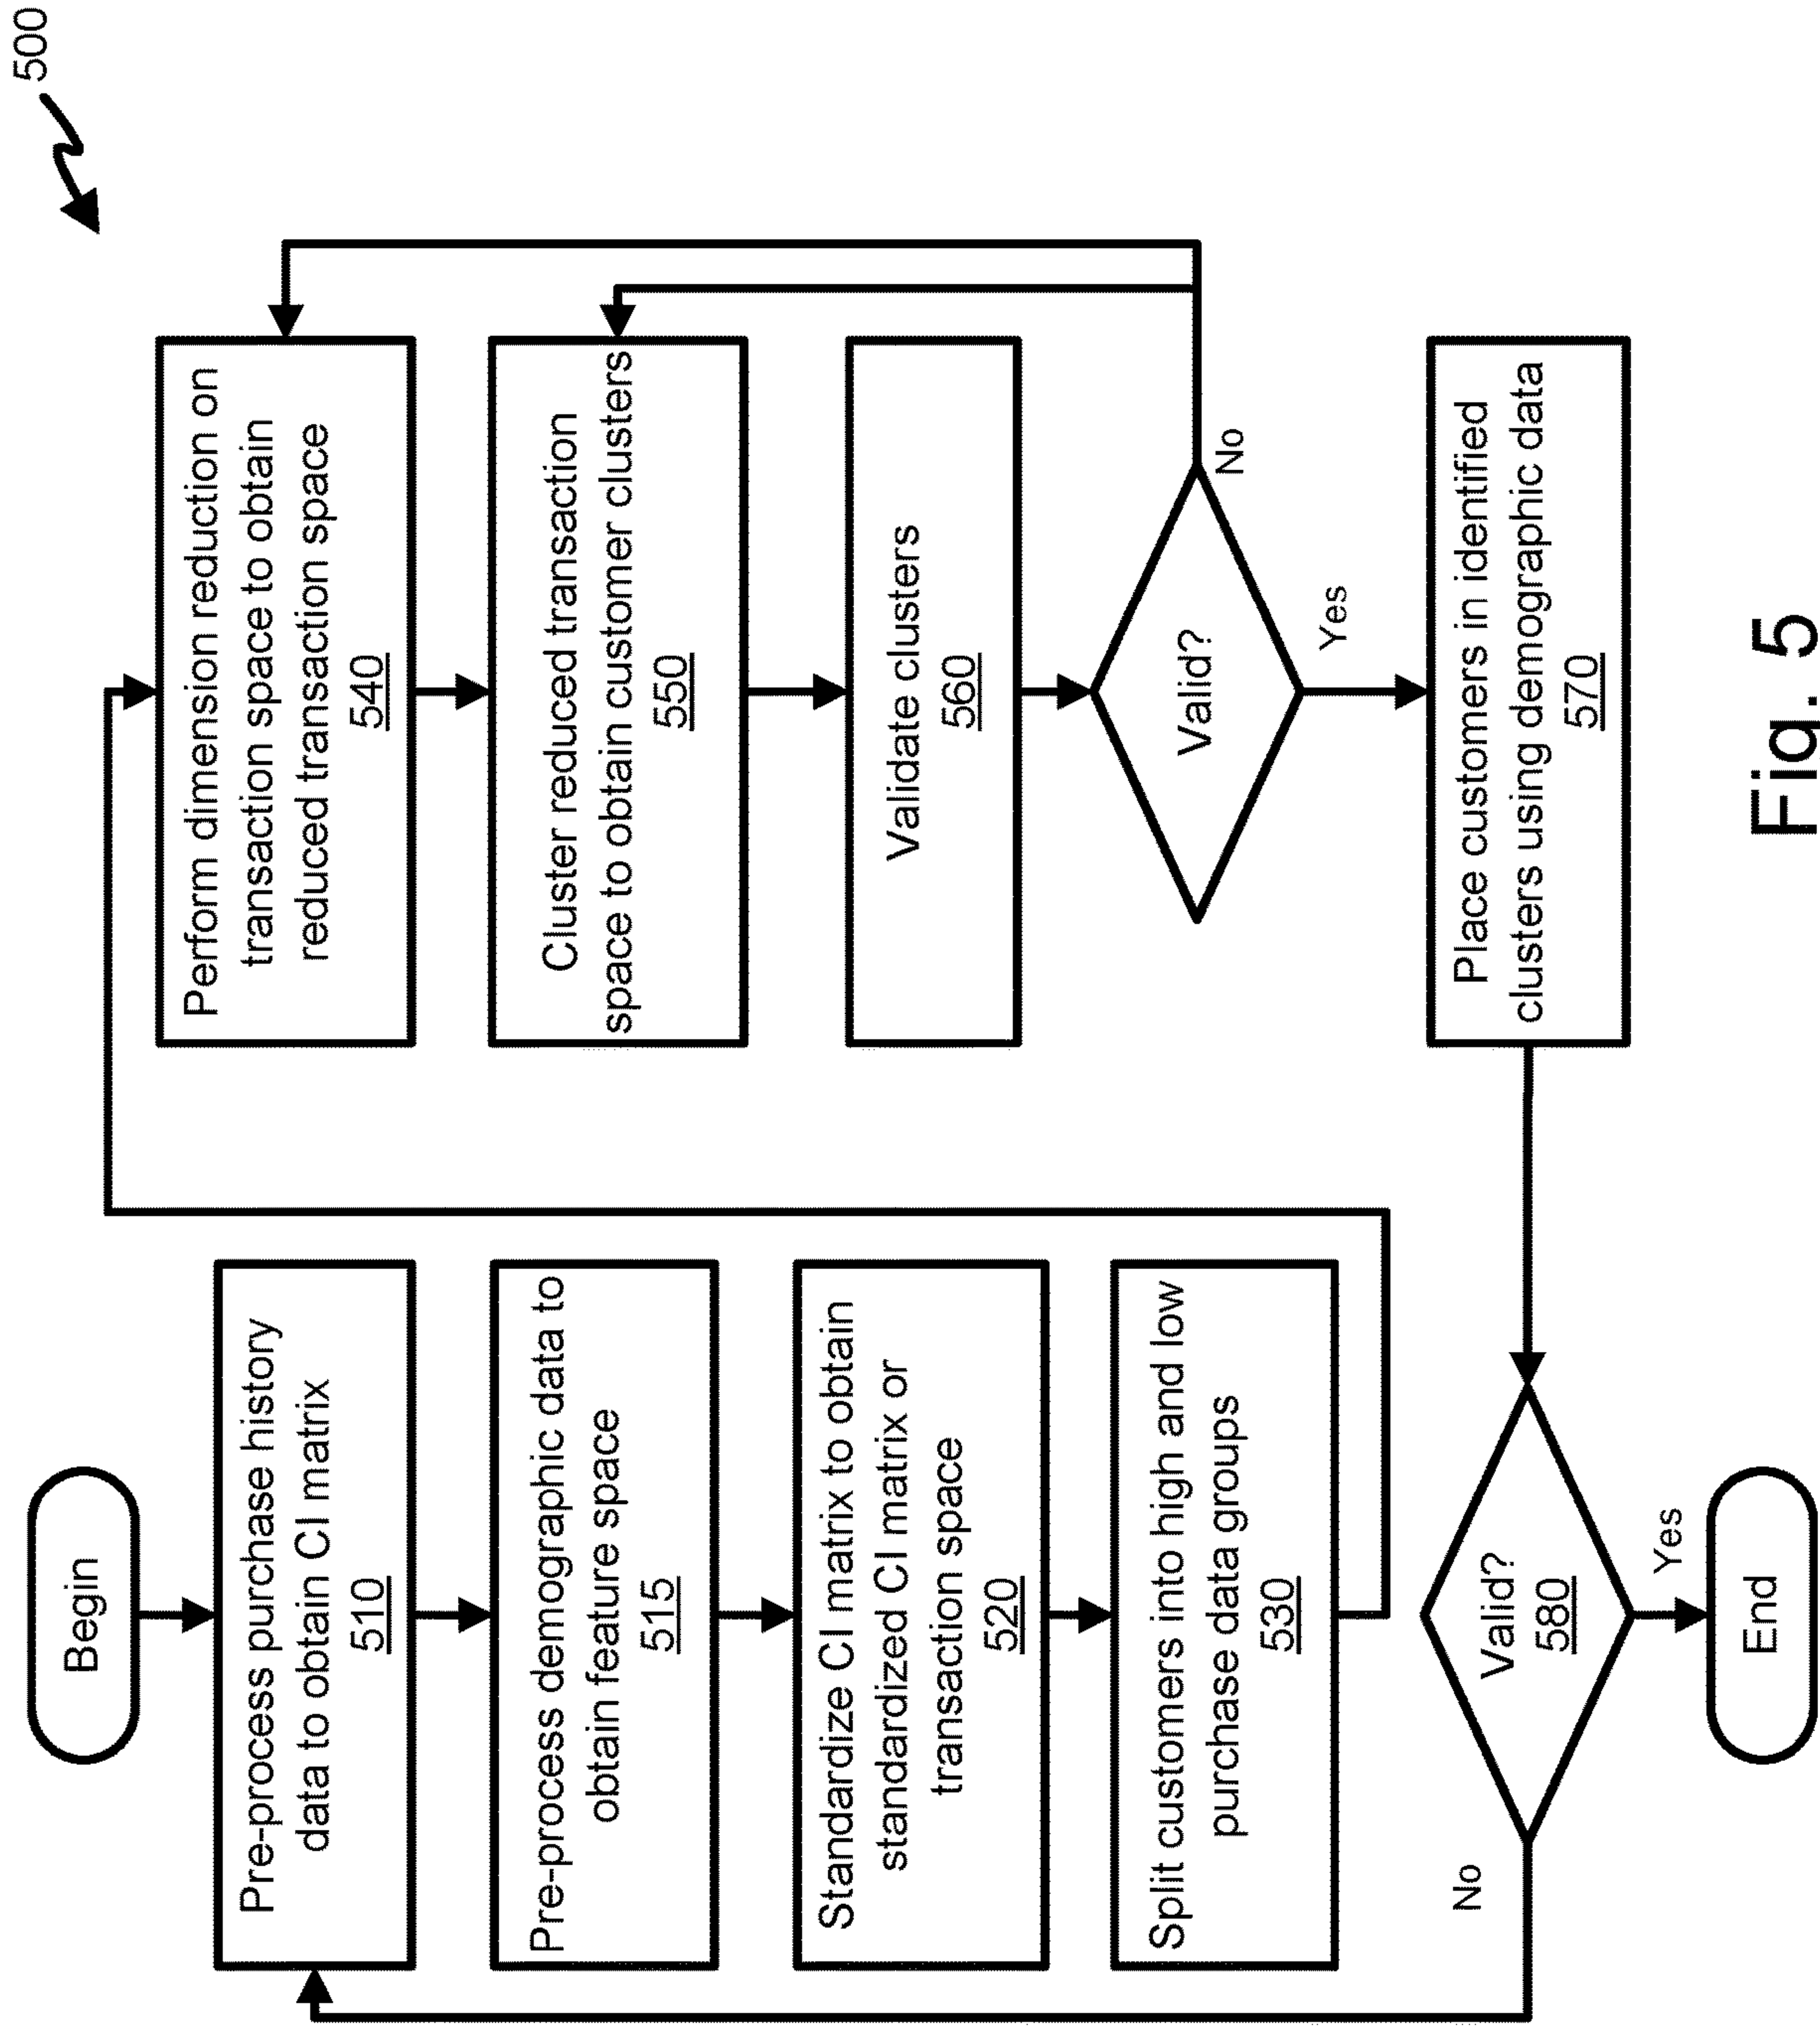 500
Begin
Pre-process purchase history
data to obtain CI matrix
510
Pre-process demographic data to
obtain feature space
515
Standardize CI matrix to obtain
standardized CI matrix or
transaction space
520
Split customers into high and low
purchase data groups
530
Perform dimension reduction on
transaction space to obtain
reduced transaction space
540
Cluster reduced transaction
space to obtain customer clusters
550
Validate clusters
560
Valid?
No
Yes
Place customers in identified
clusters using demographic data
570
Valid?
580
No
Yes
End
Fig. 5